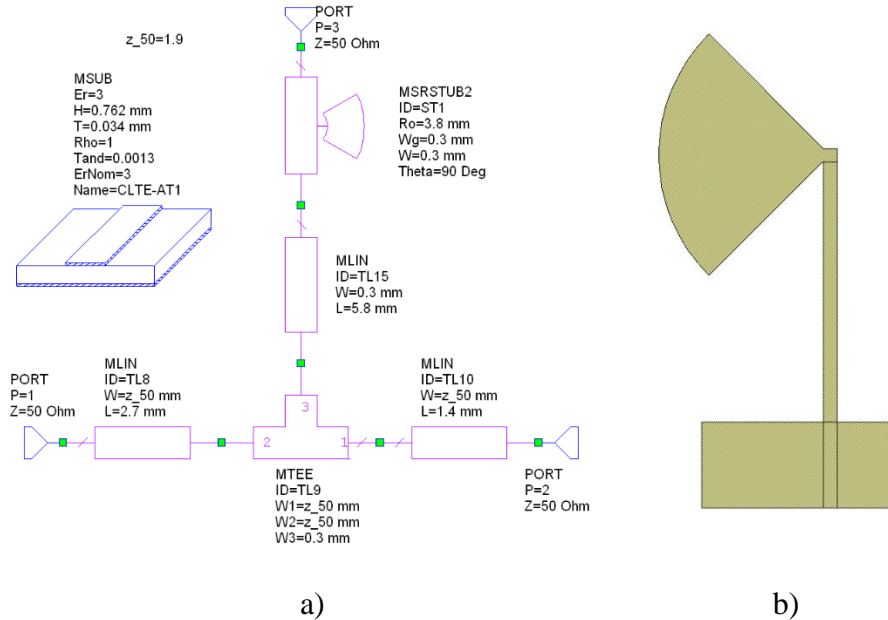 PORT
P=3
Z=50 Ohm
z_50=1.9
MSUB
Er=3
H=0.762 mm
T=0.034 mm
Rho=1
Tand=0.0013
ErNom=3
Name=CLTE-AT1
MSRSTUB2
ID=ST1
Ro=3.8 mm
Wg=0.3 mm
W=0.3 mm
Theta=90 Deg
MLIN
ID=TL15
W=0.3 mm
L=5.8 mm
PORT
P=1
Z=50 Ohm
MLIN
ID=TL8
W=z_50 mm
L=2.7 mm
MLIN
ID=TL10
W=z_50 mm
L=1.4 mm
3
2
1
MTEE
ID=TL9
W1=z_50 mm
W2=z_50 mm
W3=0.3 mm
PORT
P=2
Z=50 Ohm
a)
b)